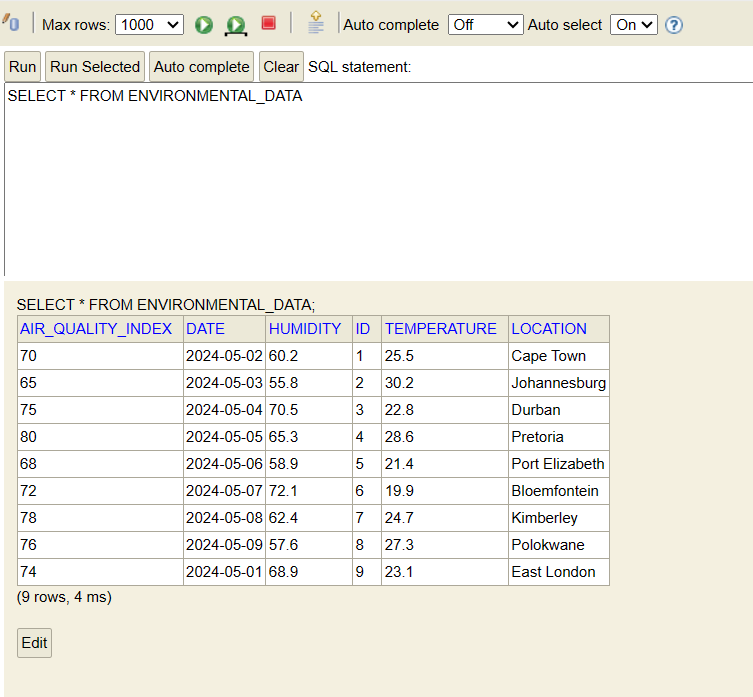 Max rows: 1000 Auto complete Off Auto select On ?
Run Run Selected Auto complete Clear SQL statement:
SELECT * FROM ENVIRONMENTAL_DATA
SELECT * FROM ENVIRONMENTAL_DATA;
AIR_QUALITY_INDEX DATE HUMIDITY ID TEMPERATURE LOCATION
70 2024-05-02 60.2 1 25.5 Cape Town
65 2024-05-03 55.8 2 30.2 Johannesburg
75 2024-05-04 70.5 3 22.8 Durban
80 2024-05-05 65.3 4 28.6 Pretoria
68 2024-05-06 58.9 5 21.4 Port Elizabeth
72 2024-05-07 72.1 6 19.9 Bloemfontein
78 2024-05-08 62.4 7 24.7 Kimberley
76 2024-05-09 57.6 8 27.3 Polokwane
74 2024-05-01 68.9 9 23.1 East London
(9 rows, 4 ms)
Edit